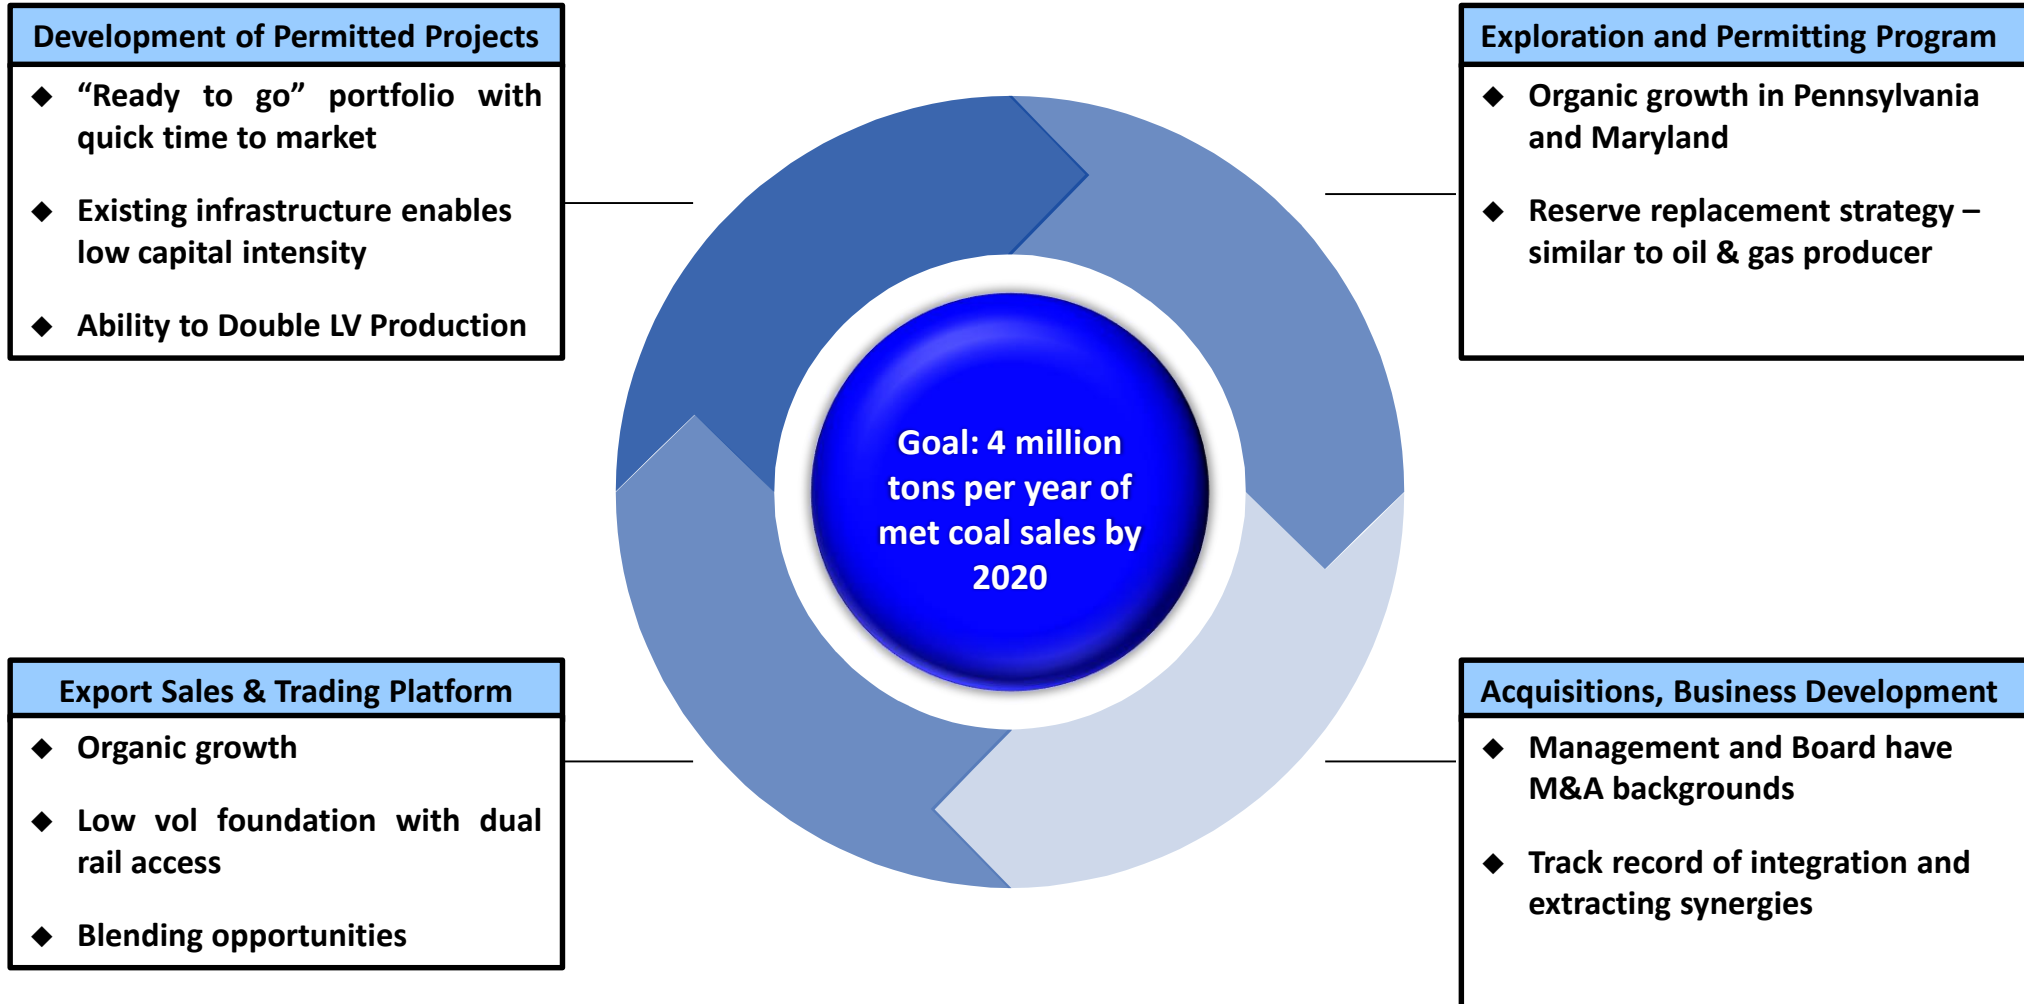 Development of Permitted Projects
◆ “Ready to go” portfolio with
quick time to market
◆ Existing infrastructure enables
low capital intensity
◆ Ability to Double LV Production
Exploration and Permitting Program
◆ Organic growth in Pennsylvania
and Maryland
◆ Reserve replacement strategy –
similar to oil & gas producer
Goal: 4 million
tons per year of
met coal sales by
2020
Export Sales & Trading Platform
◆ Organic growth
◆ Low vol foundation with dual
rail access
◆ Blending opportunities
Acquisitions, Business Development
◆ Management and Board have
M&A backgrounds
◆ Track record of integration and
extracting synergies